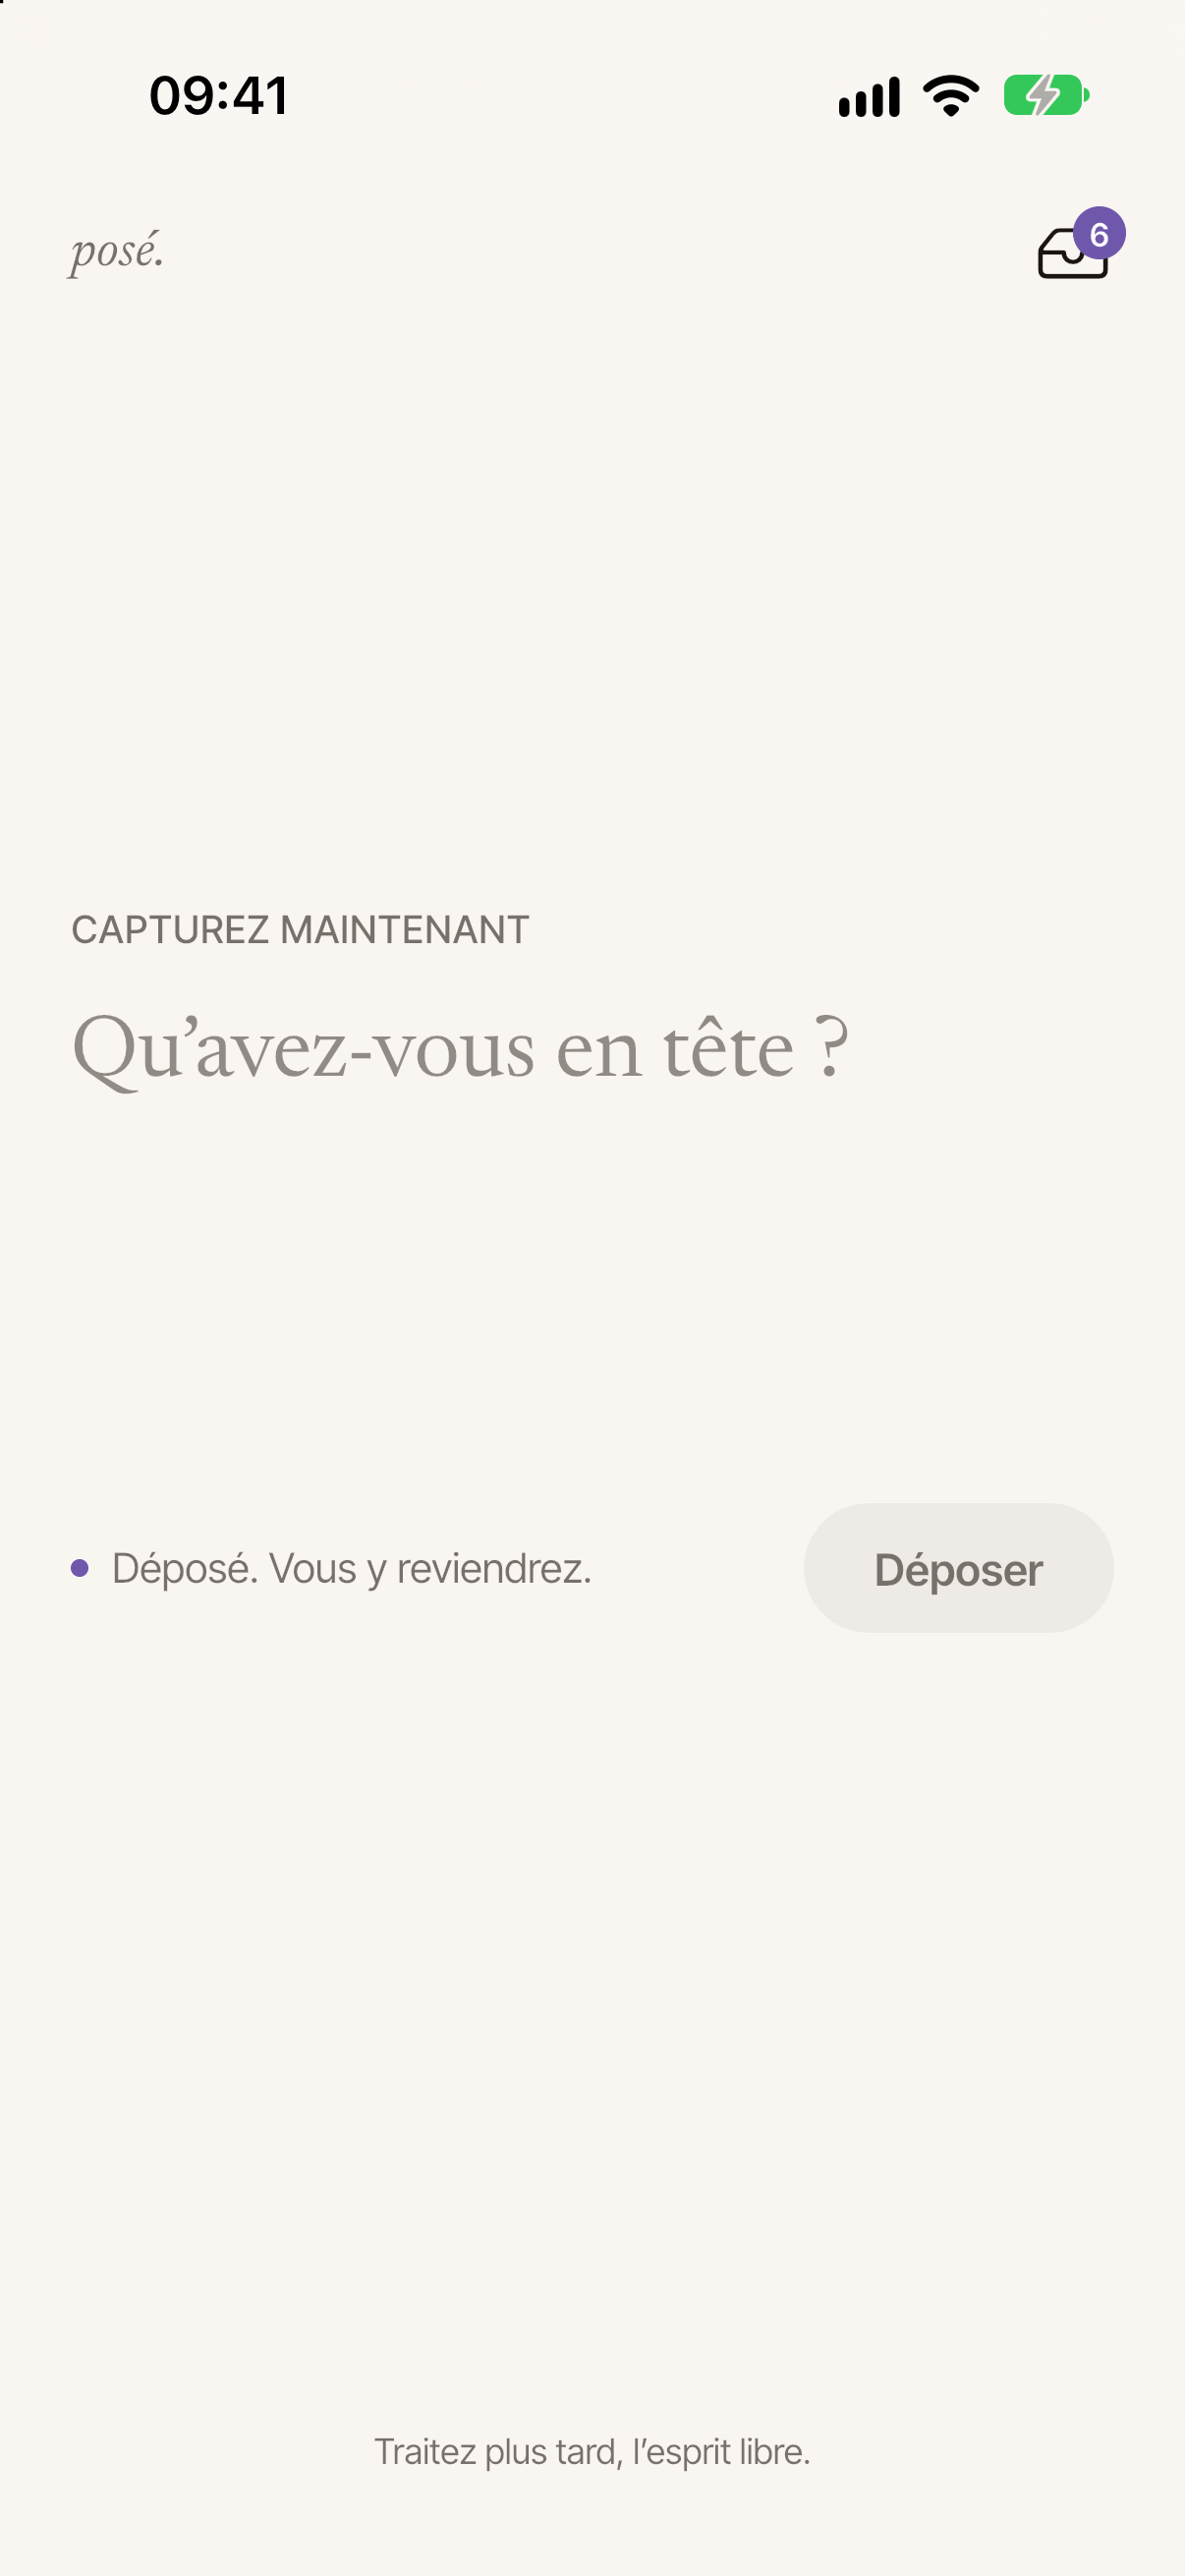 09:41
posé.
6
CAPTUREZ MAINTENANT
Qu’avez-vous en tête ?
Déposé. Vous y reviendrez.
Déposer
Traitez plus tard, l’esprit libre.